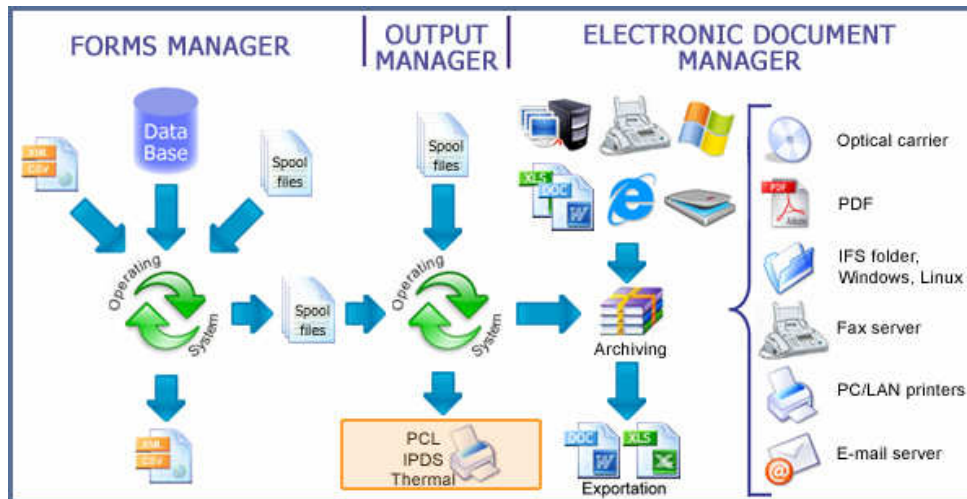 FORMS MANAGER
OUTPUT
MANAGER
ELECTRONIC DOCUMENT
MANAGER
XML
CSV
Data
Base
Spool
files
Operating
System
XML
CSV
Spool
files
Spool
files
Operating
System
PCL
IPDS
Thermal
XLS
DOC
W
Archiving
DOC
W
XLS
X
Exportation
Optical carrier
PDF
Adobe
PDF
IFS folder,
Windows, Linux
Fax server
PC/LAN printers
@
E-mail server